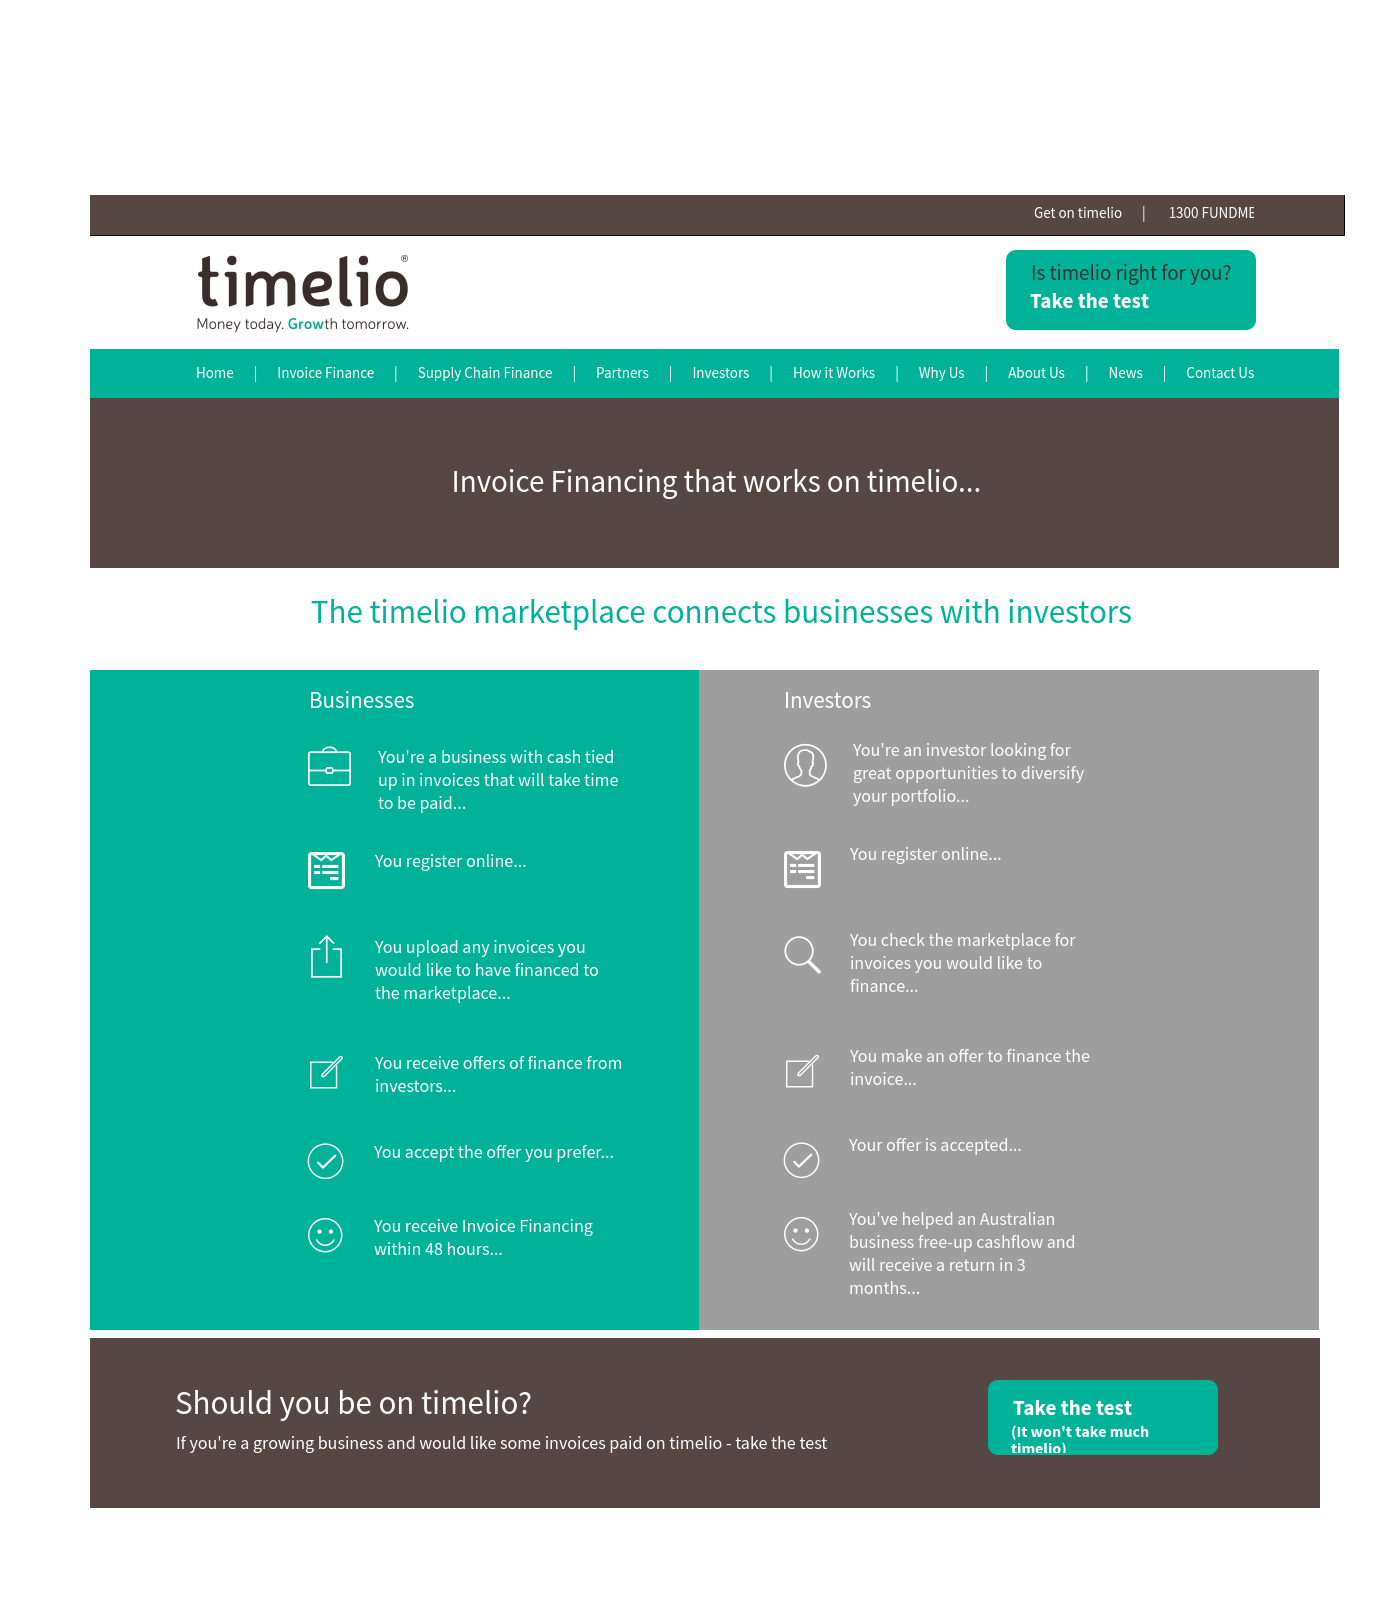 Get on timelio | 1300 FUNDME
timelio®
Money today. Growth tomorrow.
Is timelio right for you?
Take the test
Home | Invoice Finance | Supply Chain Finance | Partners | Investors | How it Works | Why Us | About Us | News | Contact Us
Invoice Financing that works on timelio...
The timelio marketplace connects businesses with investors
Businesses
You're a business with cash tied
up in invoices that will take time
to be paid...
You register online...
You upload any invoices you
would like to have financed to
the marketplace...
You receive offers of finance from
investors...
You accept the offer you prefer...
You receive Invoice Financing
within 48 hours...
Investors
You're an investor looking for
great opportunities to diversify
your portfolio...
You register online...
You check the marketplace for
invoices you would like to
finance...
You make an offer to finance the
invoice...
Your offer is accepted...
You've helped an Australian
business free-up cashflow and
will receive a return in 3
months...
Should you be on timelio?
If you're a growing business and would like some invoices paid on timelio - take the test
Take the test
(It won't take much
timelio)